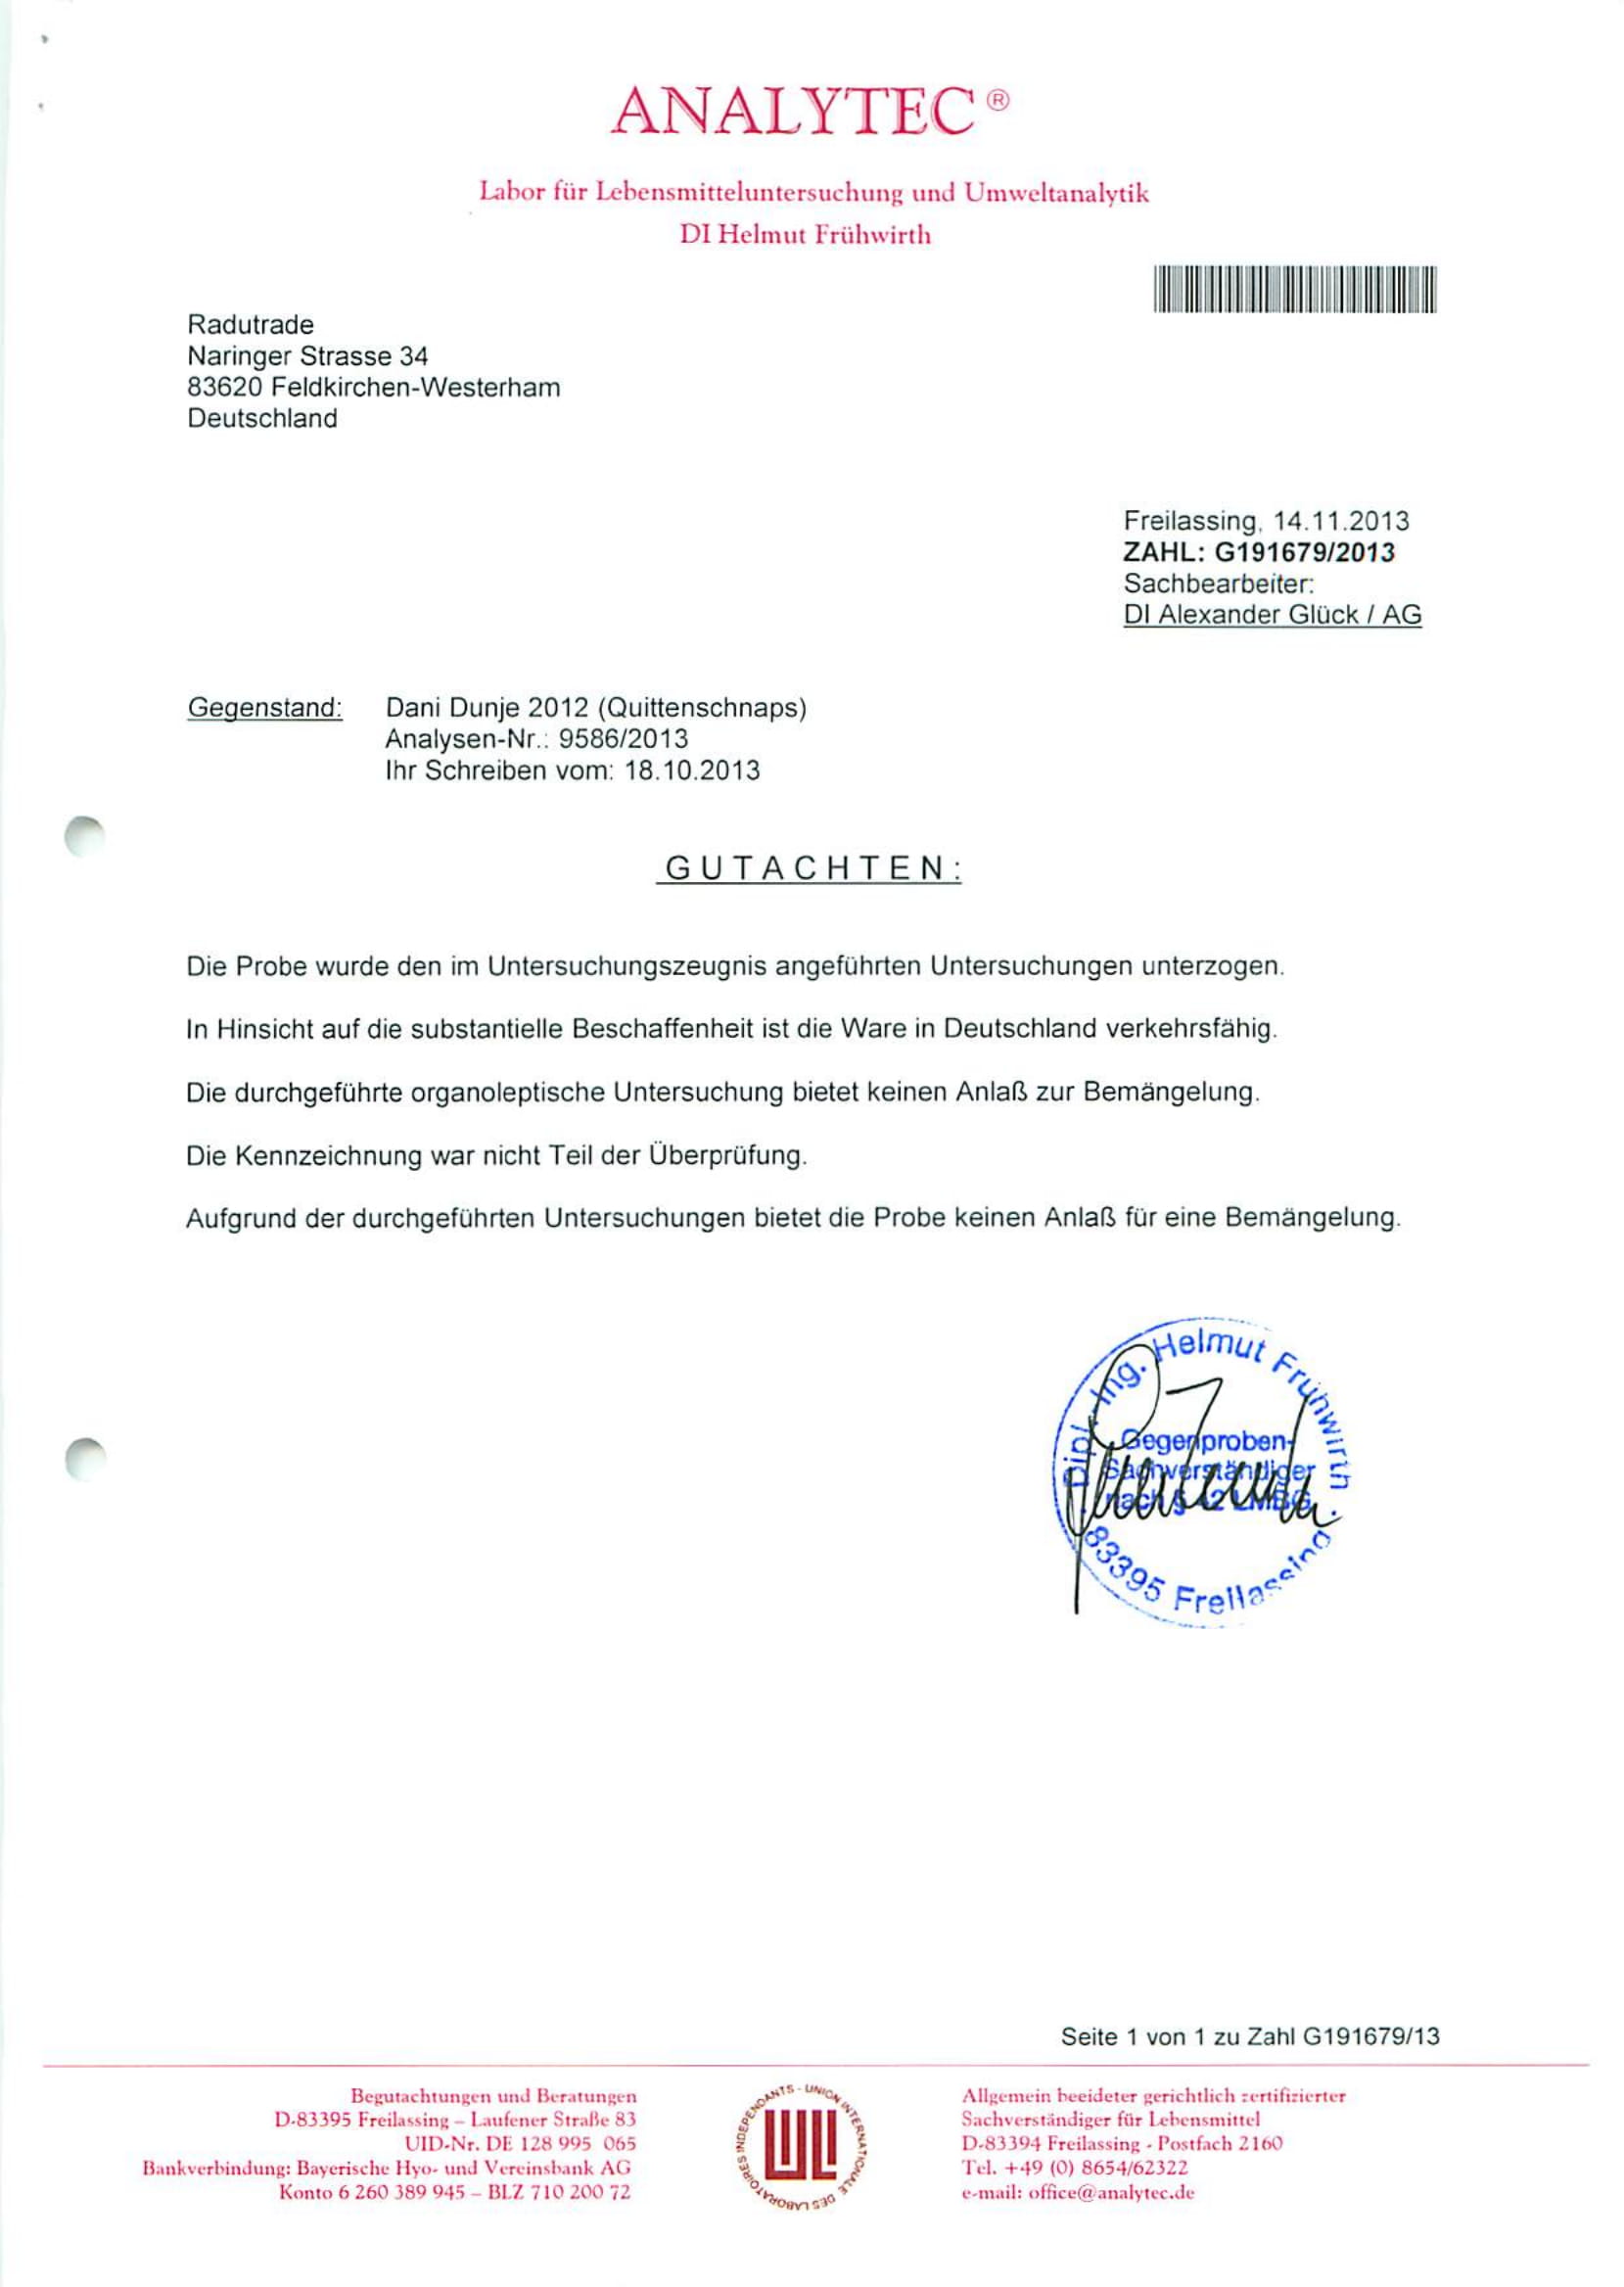 ANALYTEC®
Labor für Lebensmitteluntersuchung und Umweltanalytik
DI Helmut Frühwirth
Radutrade
Naringer Strasse 34
83620 Feldkirchen-Westerham
Deutschland
Freilassing, 14.11.2013
ZAHL: G191679/2013
Sachbearbeiter:
DI Alexander Glück / AG
Gegenstand: Dani Dunje 2012 (Quittenschnaps)
Analysen-Nr.: 9586/2013
Ihr Schreiben vom: 18.10.2013
GUTACHTEN:
Die Probe wurde den im Untersuchungszeugnis angeführten Untersuchungen unterzogen.
In Hinsicht auf die substantielle Beschaffenheit ist die Ware in Deutschland verkehrsfähig.
Die durchgeführte organoleptische Untersuchung bietet keinen Anlaß zur Bemängelung.
Die Kennzeichnung war nicht Teil der Überprüfung.
Aufgrund der durchgeführten Untersuchungen bietet die Probe keinen Anlaß für eine Bemängelung.
Dipl.-Ing. Helmut Frühwirth
Gegenproben-
Sachverständiger
nach § 42 LMBG
83395 Freilassing
Seite 1 von 1 zu Zahl G191679/13
Begutachtungen und Beratungen
D-83395 Freilassing – Laufener Straße 83
UID-Nr. DE 128 995 065
Bankverbindung: Bayerische Hyo- und Vereinsbank AG
Konto 6 260 389 945 – BLZ 710 200 72
UNION INTERNATIONALE DES LABORATOIRES INDEPENDANTS
UIL
Allgemein beeideter gerichtlich zertifizierter
Sachverständiger für Lebensmittel
D-83394 Freilassing - Postfach 2160
Tel. +49 (0) 8654/62322
e-mail: office@analytec.de